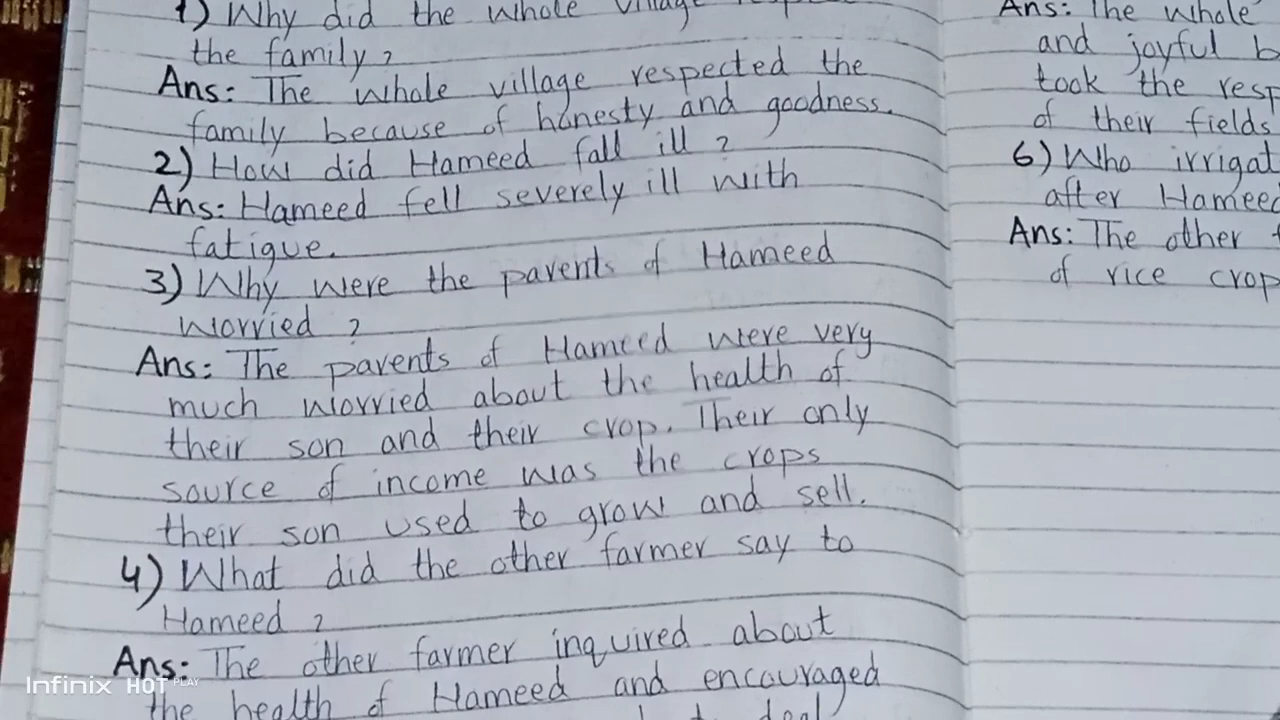 1) Why did the whole village
the family?
Ans: The whole village respected the
family because of honesty and goodness.
2) How did Hameed fall ill?
Ans: Hameed fell severely ill with
fatigue.
3) Why were the parents of Hameed
worried?
Ans: The parents of Hameed were very
much worried about the health of
their son and their crop. Their only
source of income was the crops
their son used to grow and sell.
4) What did the other farmer say to
Hameed?
Ans: The other farmer inquired about
the health of Hameed and encouraged
Ans: The whole
and joyful b
took the resp
of their fields
6) Who irrigat
after Hameed
Ans: The other
of rice crop
Infinix HOT PLAY